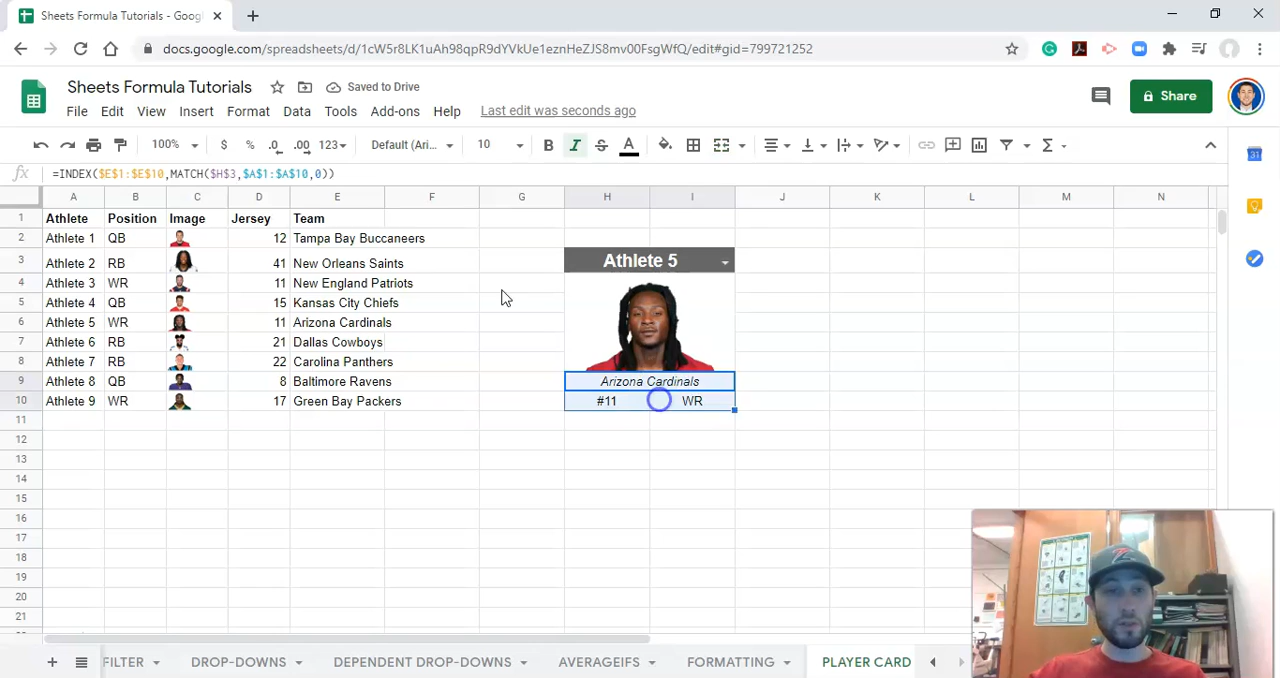 Sheets Formula Tutorials - Goog
docs.google.com/spreadsheets/d/1cW5r8LK1uAh98qpR9dYVkUe1eznHeZJS8mv00FsgWfQ/edit#gid=799721252
Sheets Formula Tutorials Saved to Drive
File Edit View Insert Format Data Tools Add-ons Help Last edit was seconds ago
Share
100% $ % .0 .00 123 Default (Ari... 10 B I S A Σ
31
fx =INDEX($E$1:$E$10,MATCH($H$3,$A$1:$A$10,0))
A B C D E F G H I J K L M N
1 Athlete Position Image Jersey Team
2 Athlete 1 QB 12 Tampa Bay Buccaneers
3 Athlete 2 RB 41 New Orleans Saints Athlete 5
4 Athlete 3 WR 11 New England Patriots
5 Athlete 4 QB 15 Kansas City Chiefs
6 Athlete 5 WR 11 Arizona Cardinals
7 Athlete 6 RB 21 Dallas Cowboys
8 Athlete 7 RB 22 Carolina Panthers
9 Athlete 8 QB 8 Baltimore Ravens Arizona Cardinals
10 Athlete 9 WR 17 Green Bay Packers #11 WR
11
12
13
14
15
16
17
18
19
20
21
FILTER DROP-DOWNS DEPENDENT DROP-DOWNS AVERAGEIFS FORMATTING PLAYER CARD